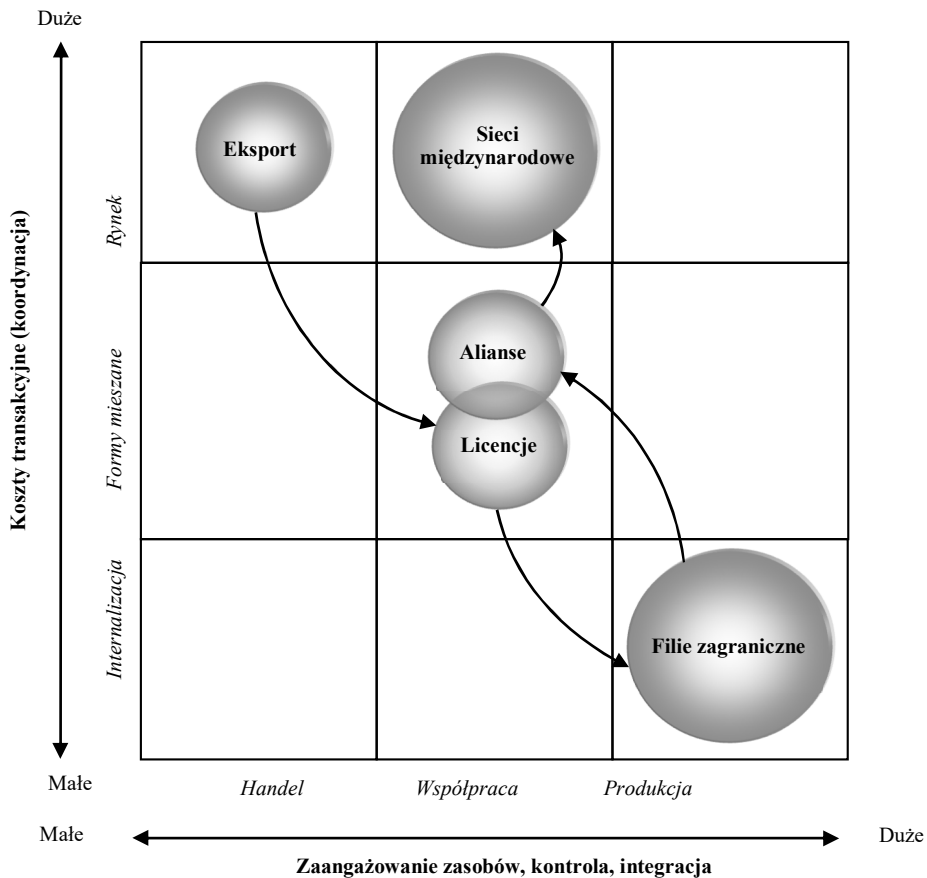 Duże
Koszty transakcyjne (koordynacja)
Rynek
Formy mieszane
Internalizacja
Eksport
Sieci
międzynarodowe
Alianse
Licencje
Filie zagraniczne
Małe
Handel
Współpraca
Produkcja
Małe
Duże
Zaangażowanie zasobów, kontrola, integracja